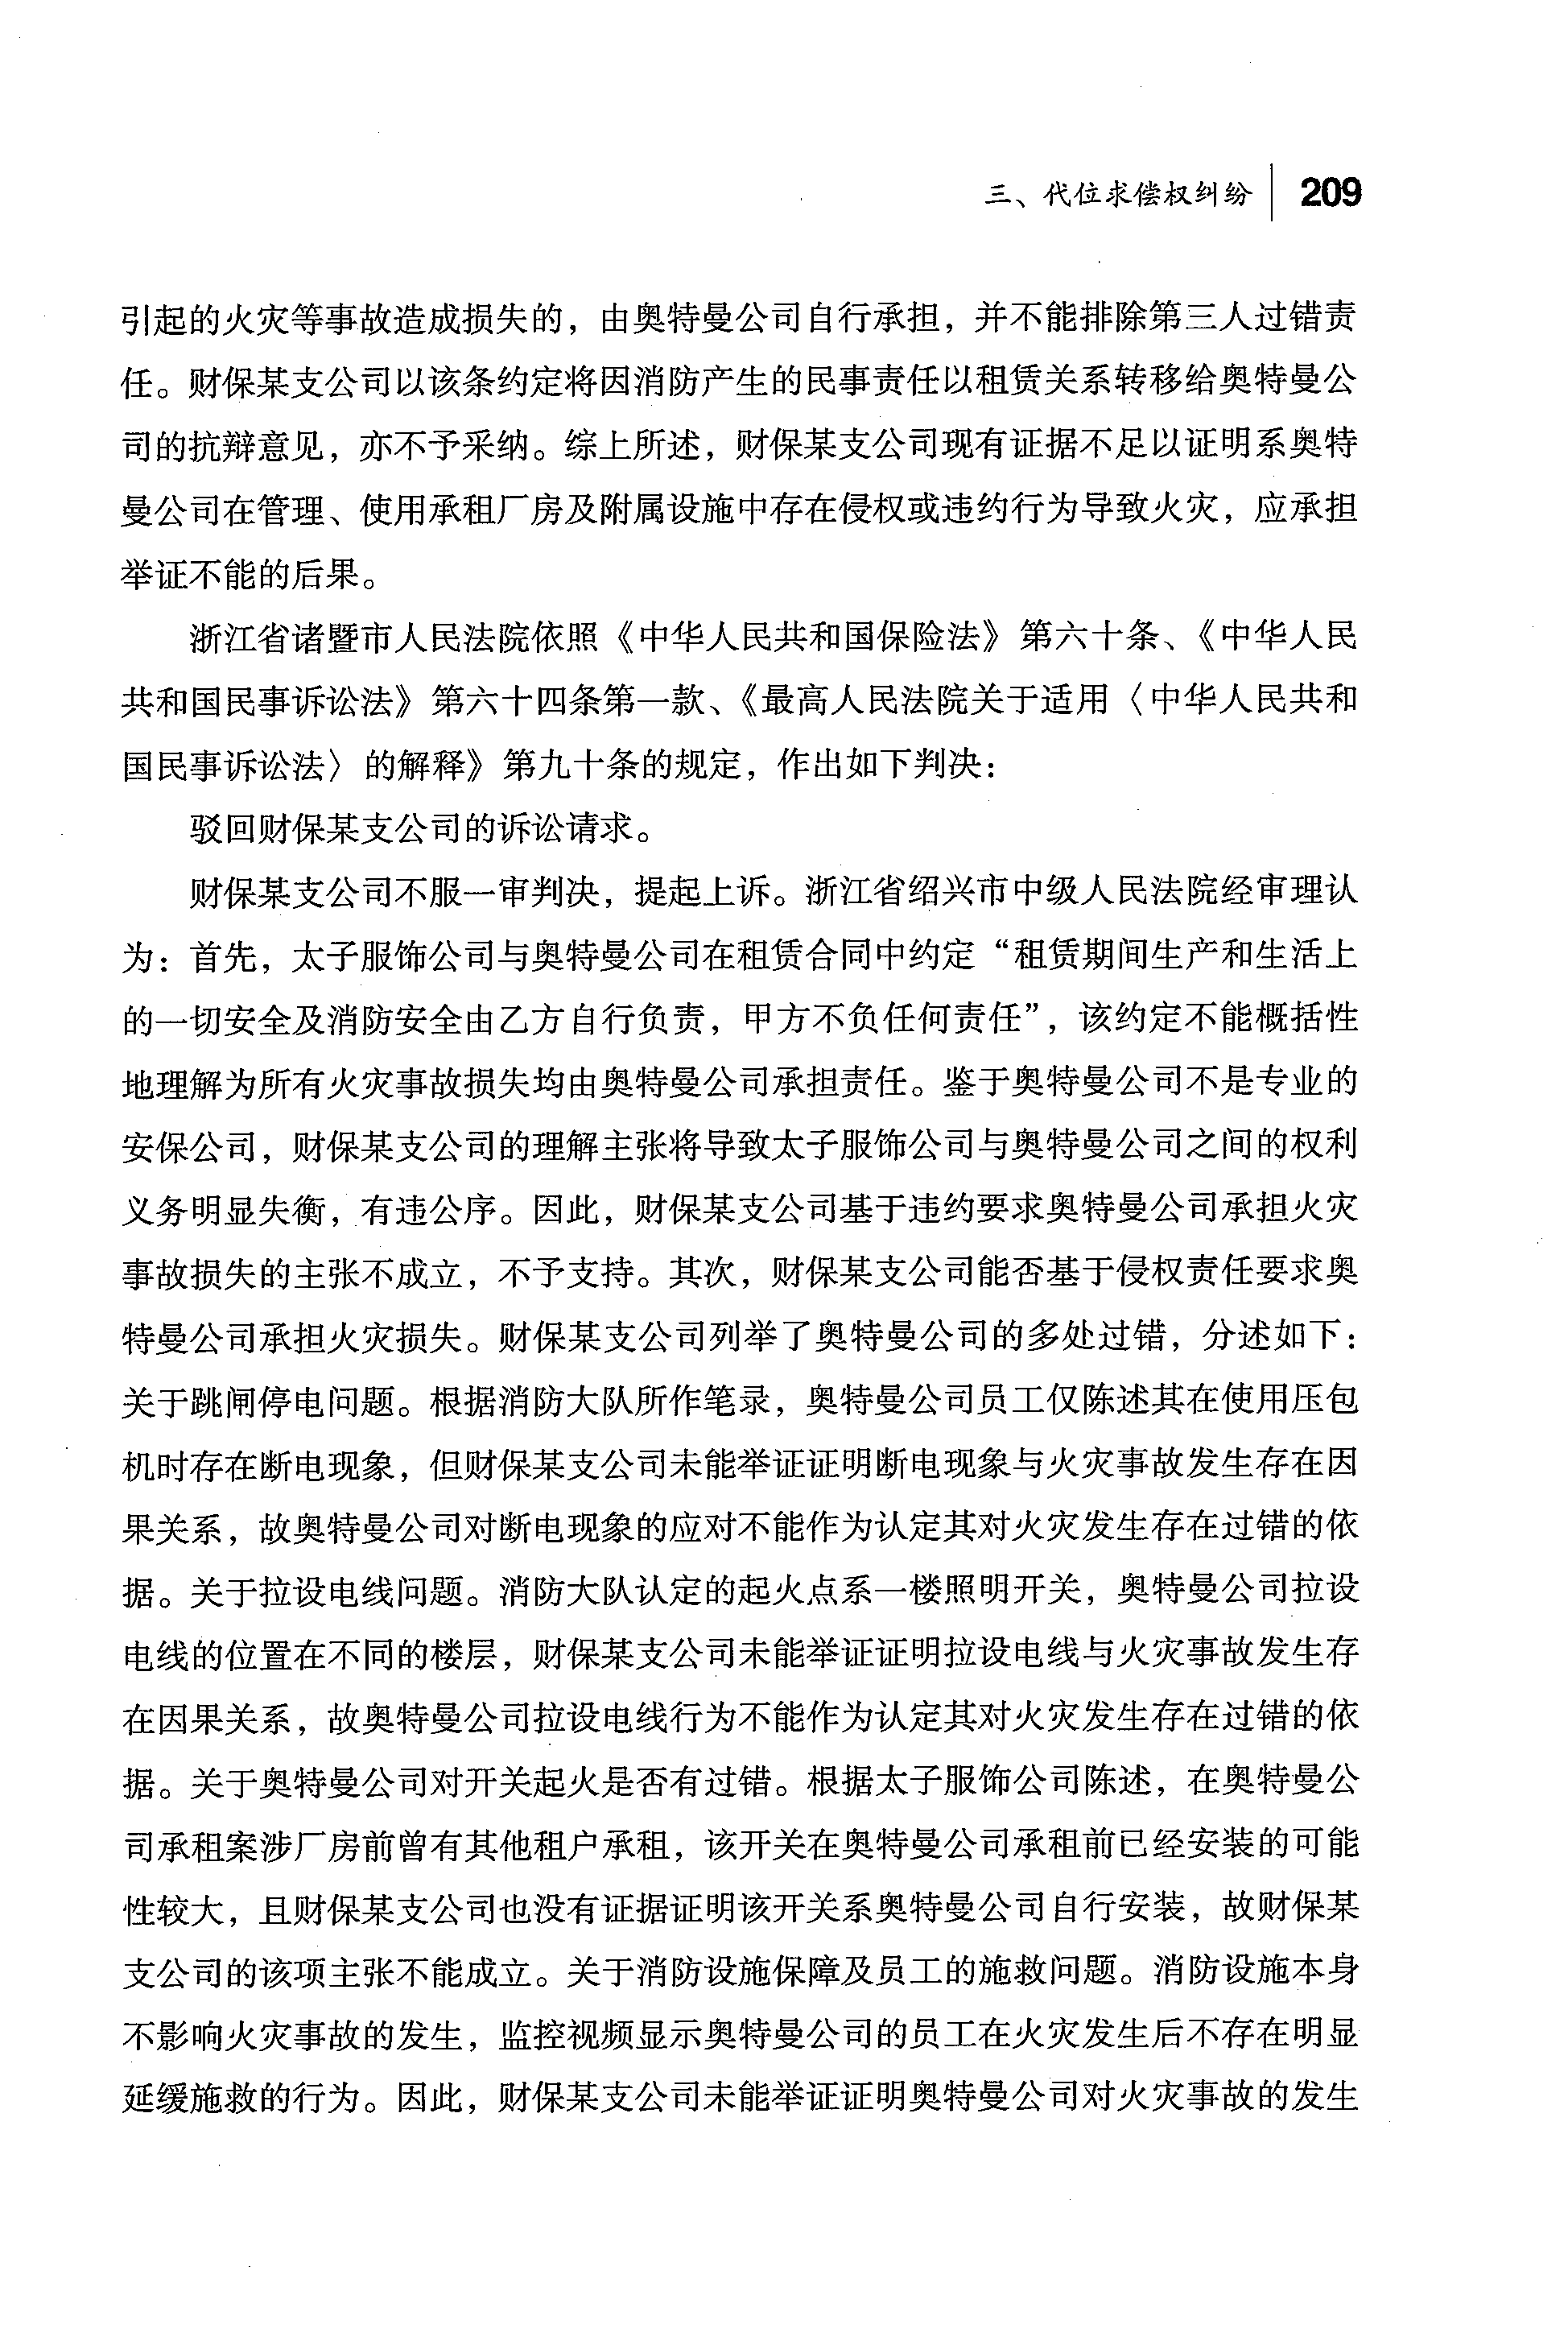 三、代位求偿权纠纷 209
引起的火灾等事故造成损失的，由奥特曼公司自行承担，并不能排除第三人过错责
任。财保某支公司以该条约定将因消防产生的民事责任以租赁关系转移给奥特曼公
司的抗辩意见，亦不予采纳。综上所述，财保某支公司现有证据不足以证明系奥特
曼公司在管理、使用承租厂房及附属设施中存在侵权或违约行为导致火灾，应承担
举证不能的后果。
浙江省诸暨市人民法院依照《中华人民共和国保险法》第六十条、《中华人民
共和国民事诉讼法》第六十四条第一款、《最高人民法院关于适用〈中华人民共和
国民事诉讼法〉的解释》第九十条的规定，作出如下判决：
驳回财保某支公司的诉讼请求。
财保某支公司不服一审判决，提起上诉。浙江省绍兴市中级人民法院经审理认
为：首先，太子服饰公司与奥特曼公司在租赁合同中约定“租赁期间生产和生活上
的一切安全及消防安全由乙方自行负责，甲方不负任何责任”，该约定不能概括性
地理解为所有火灾事故损失均由奥特曼公司承担责任。鉴于奥特曼公司不是专业的
安保公司，财保某支公司的理解主张将导致太子服饰公司与奥特曼公司之间的权利
义务明显失衡，有违公序。因此，财保某支公司基于违约要求奥特曼公司承担火灾
事故损失的主张不成立，不予支持。其次，财保某支公司能否基于侵权责任要求奥
特曼公司承担火灾损失。财保某支公司列举了奥特曼公司的多处过错，分述如下：
关于跳闸停电问题。根据消防大队所作笔录，奥特曼公司员工仅陈述其在使用压包
机时存在断电现象，但财保某支公司未能举证证明断电现象与火灾事故发生存在因
果关系，故奥特曼公司对断电现象的应对不能作为认定其对火灾发生存在过错的依
据。关于拉设电线问题。消防大队认定的起火点系一楼照明开关，奥特曼公司拉设
电线的位置在不同的楼层，财保某支公司未能举证证明拉设电线与火灾事故发生存
在因果关系，故奥特曼公司拉设电线行为不能作为认定其对火灾发生存在过错的依
据。关于奥特曼公司对开关起火是否有过错。根据太子服饰公司陈述，在奥特曼公
司承租案涉厂房前曾有其他租户承租，该开关在奥特曼公司承租前已经安装的可能
性较大，且财保某支公司也没有证据证明该开关系奥特曼公司自行安装，故财保某
支公司的该项主张不能成立。关于消防设施保障及员工的施救问题。消防设施本身
不影响火灾事故的发生，监控视频显示奥特曼公司的员工在火灾发生后不存在明显
延缓施救的行为。因此，财保某支公司未能举证证明奥特曼公司对火灾事故的发生